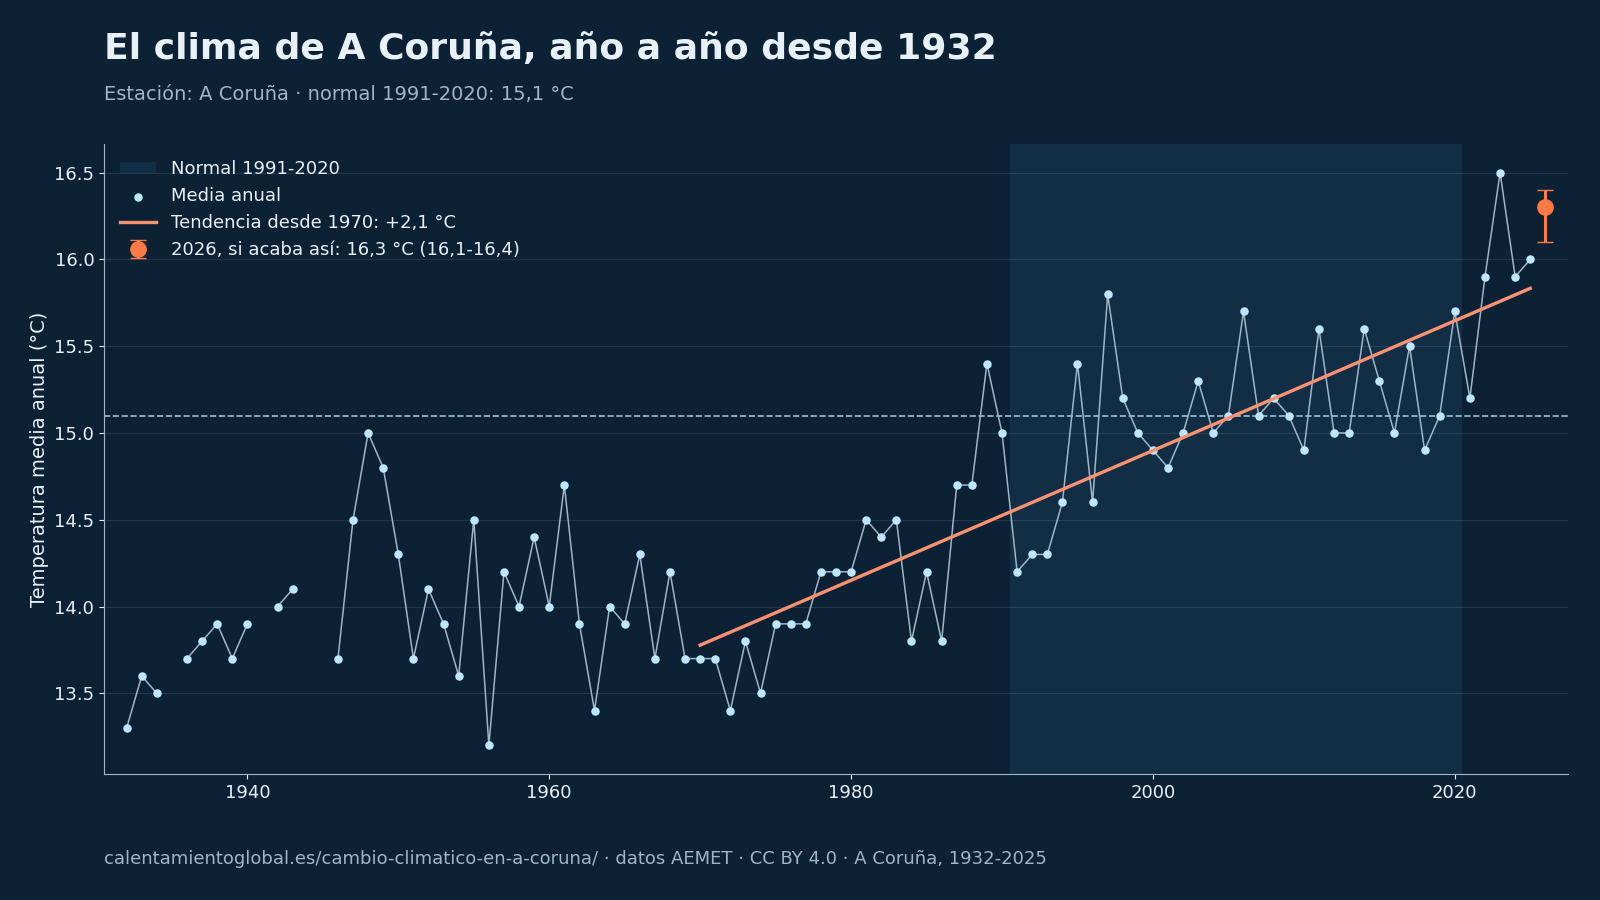 El clima de A Coruña, año a año desde 1932
Estación: A Coruña · normal 1991-2020: 15,1 °C
Normal 1991-2020
Media anual
Tendencia desde 1970: +2,1 °C
2026, si acaba así: 16,3 °C (16,1-16,4)
Temperatura media anual (°C)
16.5
16.0
15.5
15.0
14.5
14.0
13.5
1940
1960
1980
2000
2020
calentamientoglobal.es/cambio-climatico-en-a-coruna/ · datos AEMET · CC BY 4.0 · A Coruña, 1932-2025